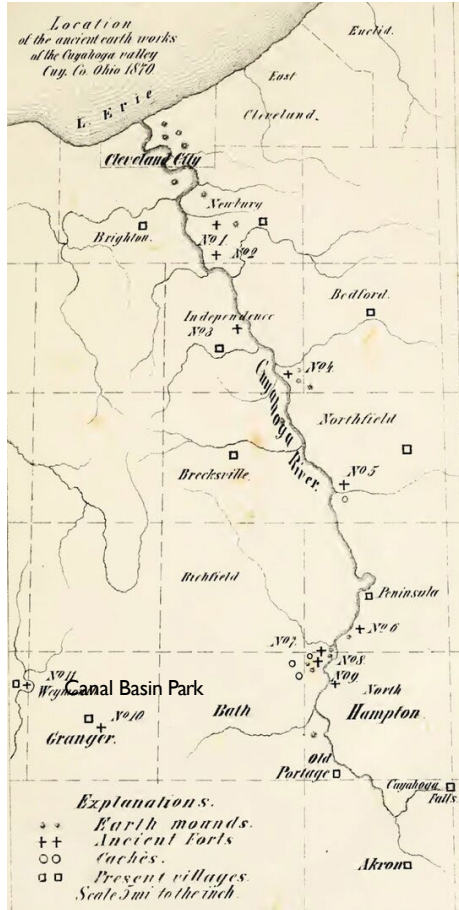 Location
of the ancient earth works
of the Cuyahoga valley
Cuy. Co. Ohio 1870
Euclid.
East
Cleveland.
L. Erie
Cleveland City
Newburg
Brighton.
No 1.
No 2
Bedford.
Independence
No 3
No 4.
Cuyahoga
River.
Northfield
Brecksville.
No 5
Richfield
Peninsula
No 6
No 7.
No 8.
No 9.
No 11
Weymouth
Canal Basin Park
North
Hampton.
Bath
No 10
Granger.
Old
Portage
Cuyahoga
Falls.
Akron
Explanations.
Earth mounds.
Ancient Forts
Cachés.
Present villages.
Scale 5 mi to the inch.